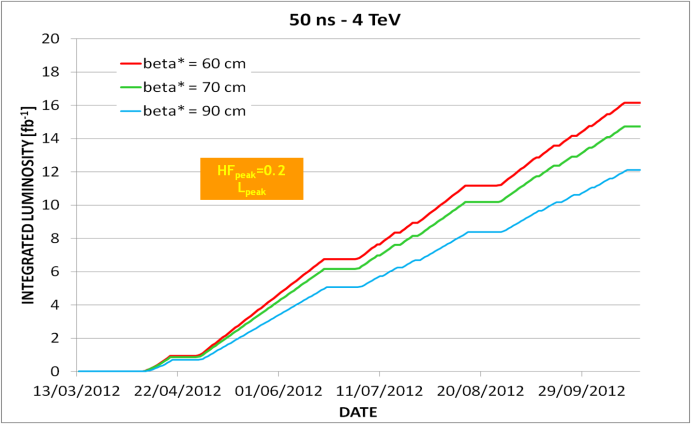 50 ns - 4 TeV
20
18
16
14
12
10
8
6
4
2
0
INTEGRATED LUMINOSITY [fb-1]
beta* = 60 cm
beta* = 70 cm
beta* = 90 cm
HFpeak=0.2
Lpeak
13/03/2012 22/04/2012 01/06/2012 11/07/2012 20/08/2012 29/09/2012
DATE